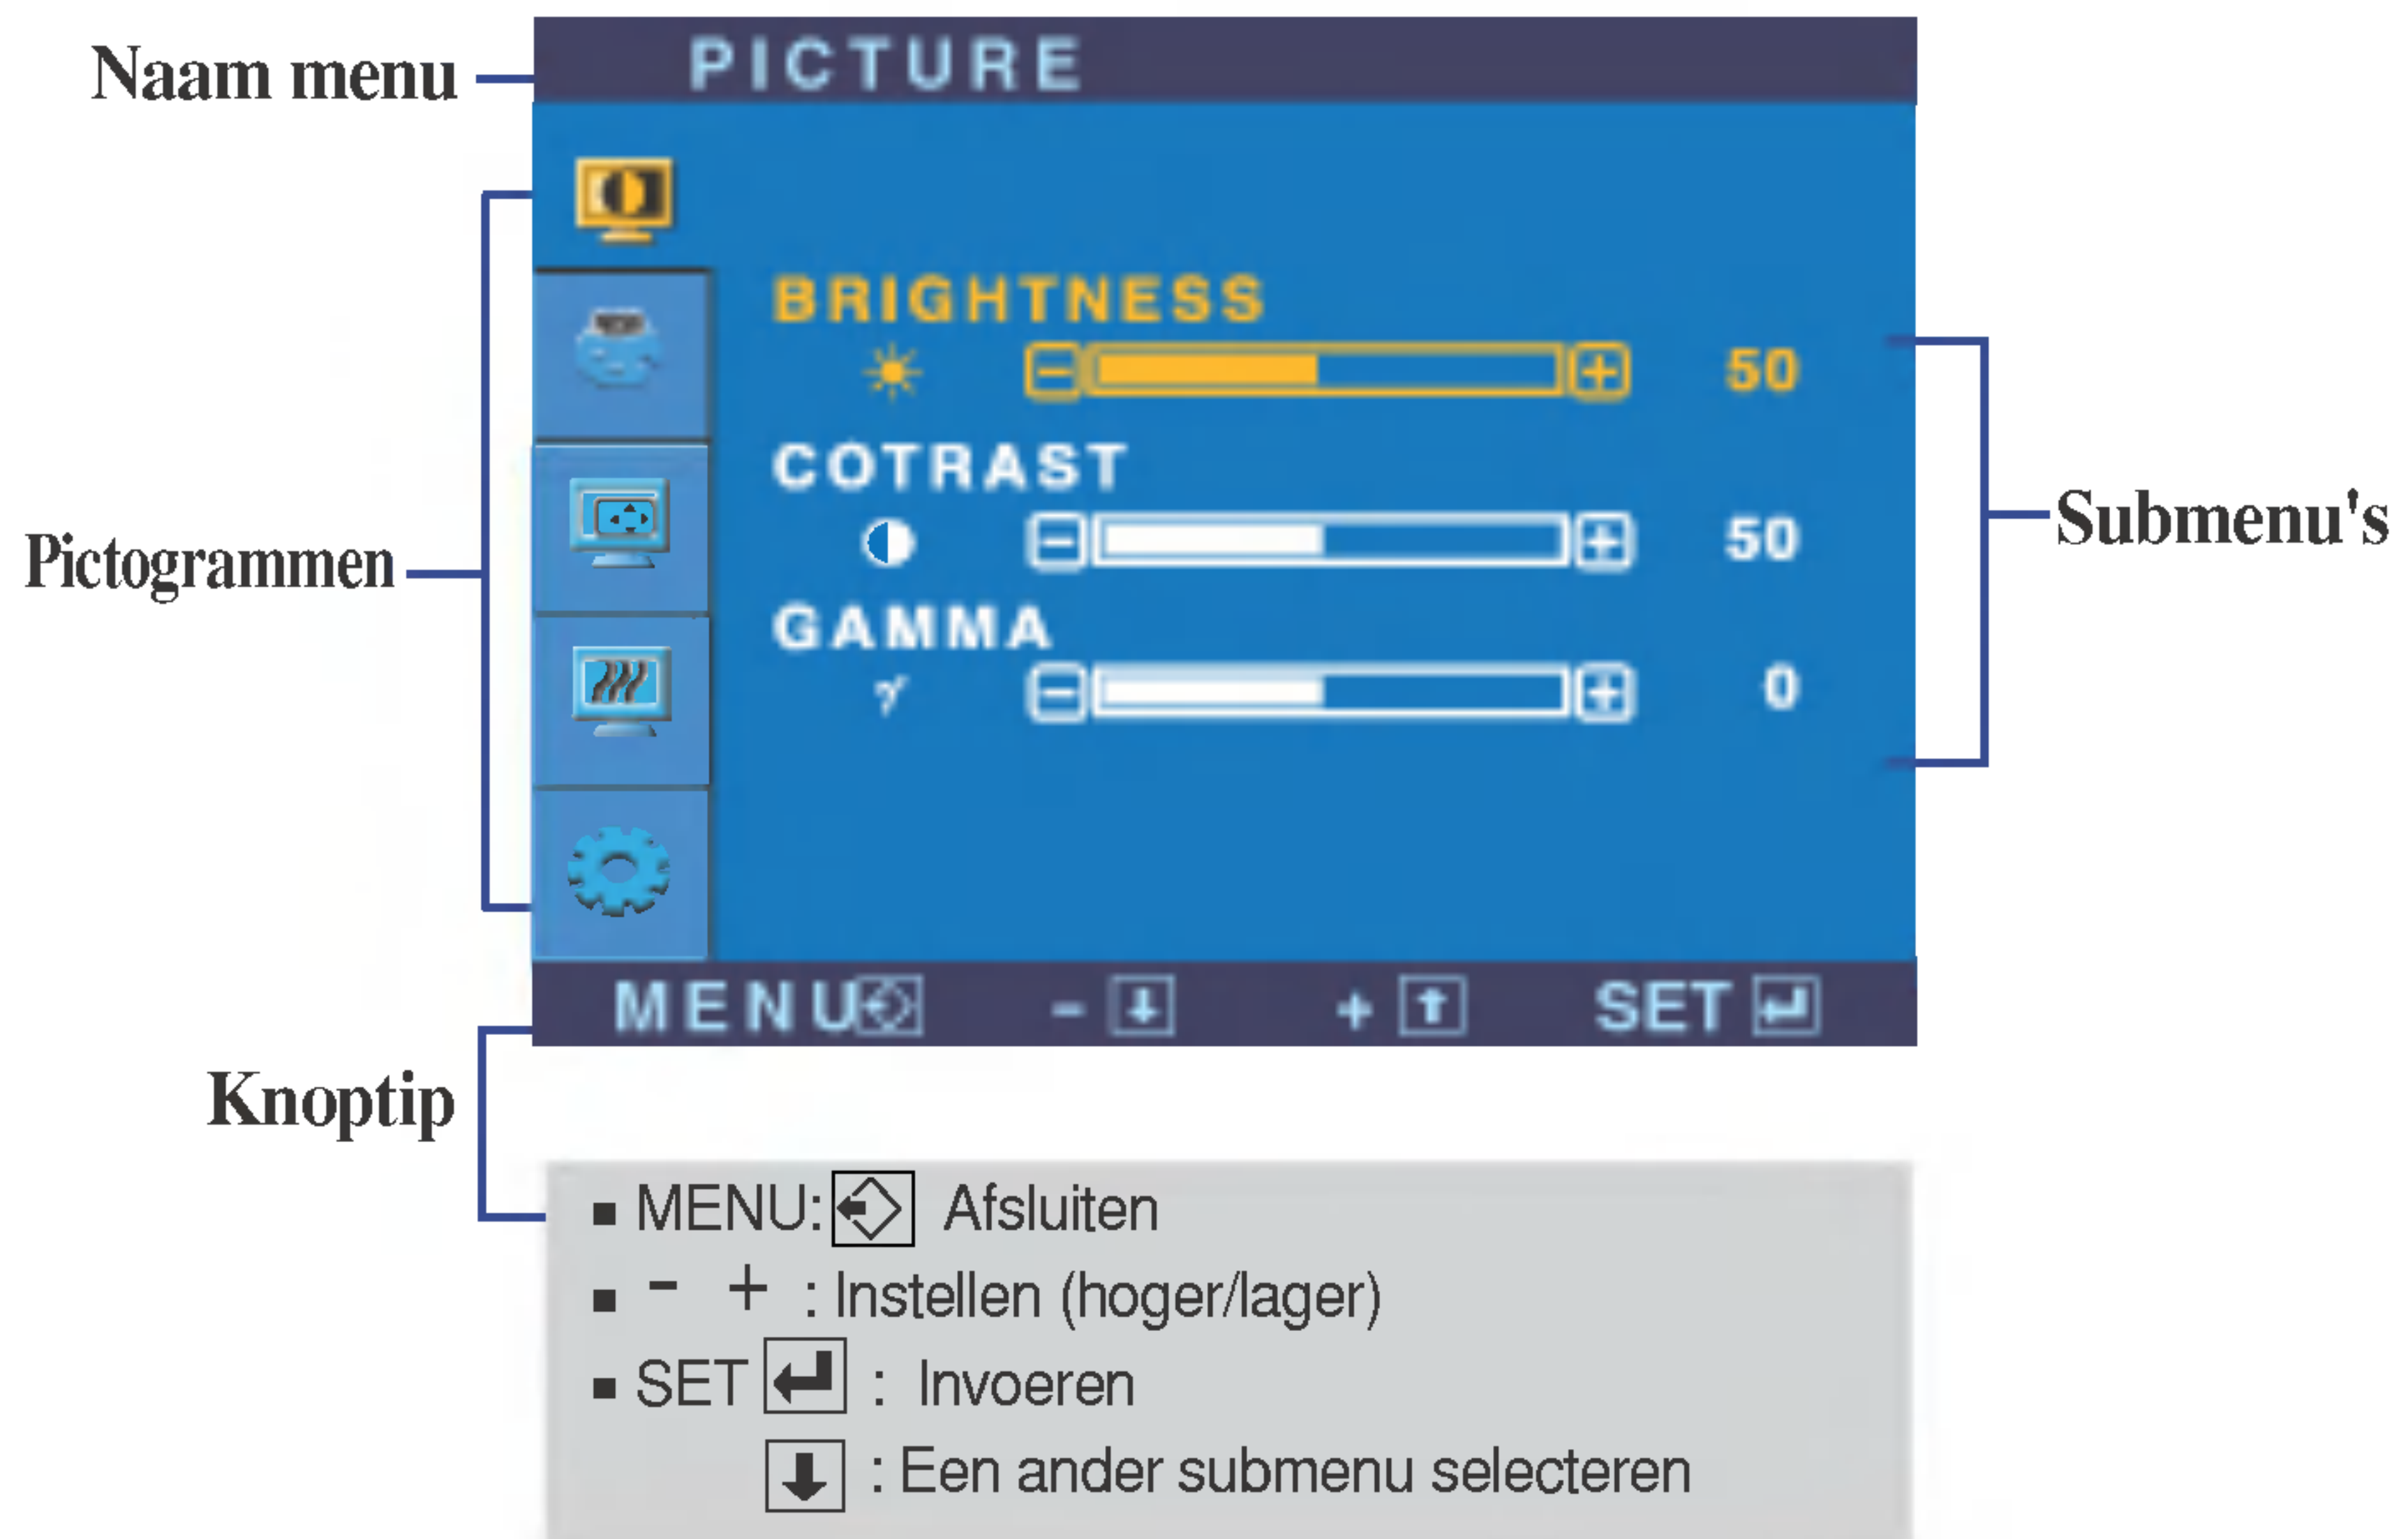 Naam menu
PICTURE
BRIGHTNESS
50
COTRAST
50
GAMMA
0
Pictogrammen
Submenu's
MENU - + SET
Knoptip
▪ MENU: Afsluiten
▪ - + : Instellen (hoger/lager)
▪ SET : Invoeren
: Een ander submenu selecteren